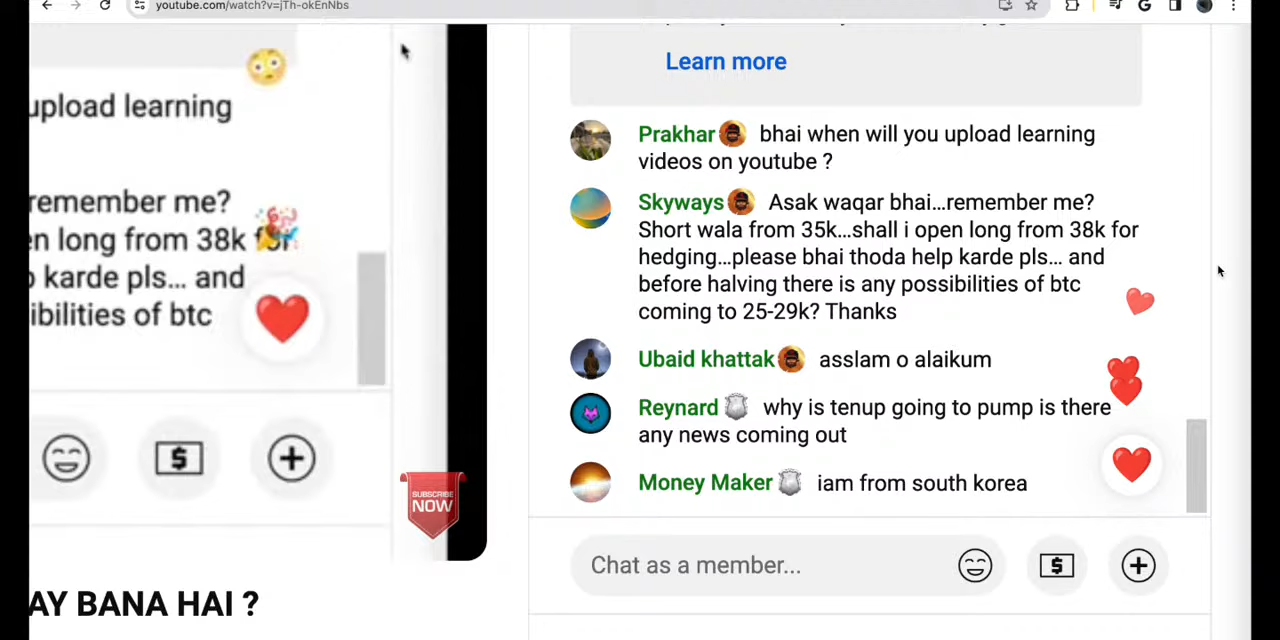 youtube.com/watch?v=jTh-okEnNbs
upload learning
remember me?
en long from 38k for
karde pls... and
ibilities of btc
$
SUBSCRIBE
NOW
AY BANA HAI ?
Learn more
Prakhar bhai when will you upload learning
videos on youtube ?
Skyways Asak waqar bhai...remember me?
Short wala from 35k...shall i open long from 38k for
hedging...please bhai thoda help karde pls... and
before halving there is any possibilities of btc
coming to 25-29k? Thanks
Ubaid khattak asslam o alaikum
Reynard why is tenup going to pump is there
any news coming out
Money Maker iam from south korea
Chat as a member...
$